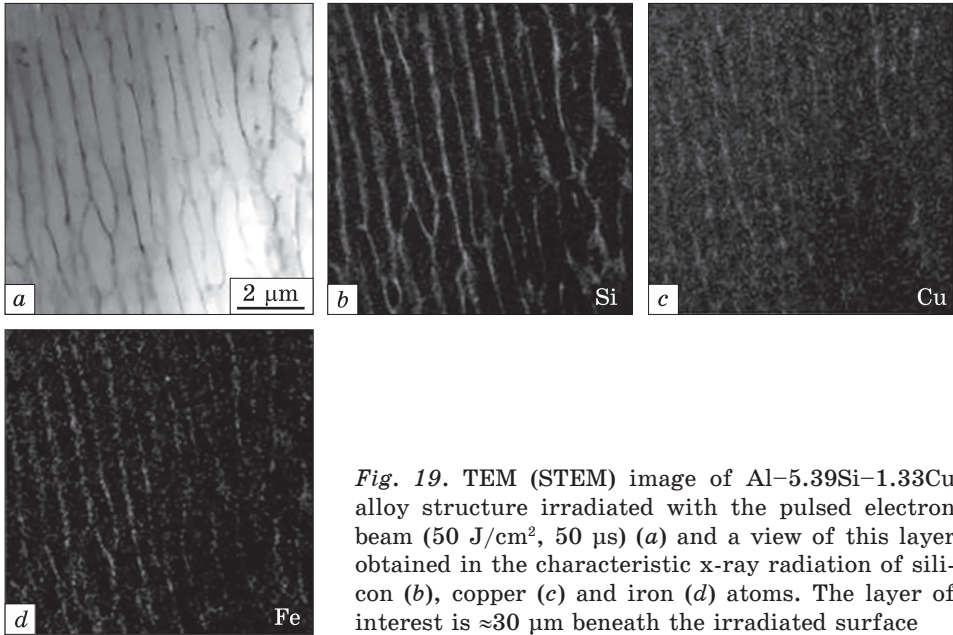 a
2 μm
b
Si
c
Cu
d
Fe
Fig. 19. TEM (STEM) image of Al−5.39Si−1.33Cu
alloy structure irradiated with the pulsed electron
beam (50 J/cm², 50 μs) (a) and a view of this layer
obtained in the characteristic x-ray radiation of sili-
con (b), copper (c) and iron (d) atoms. The layer of
interest is ≈30 μm beneath the irradiated surface